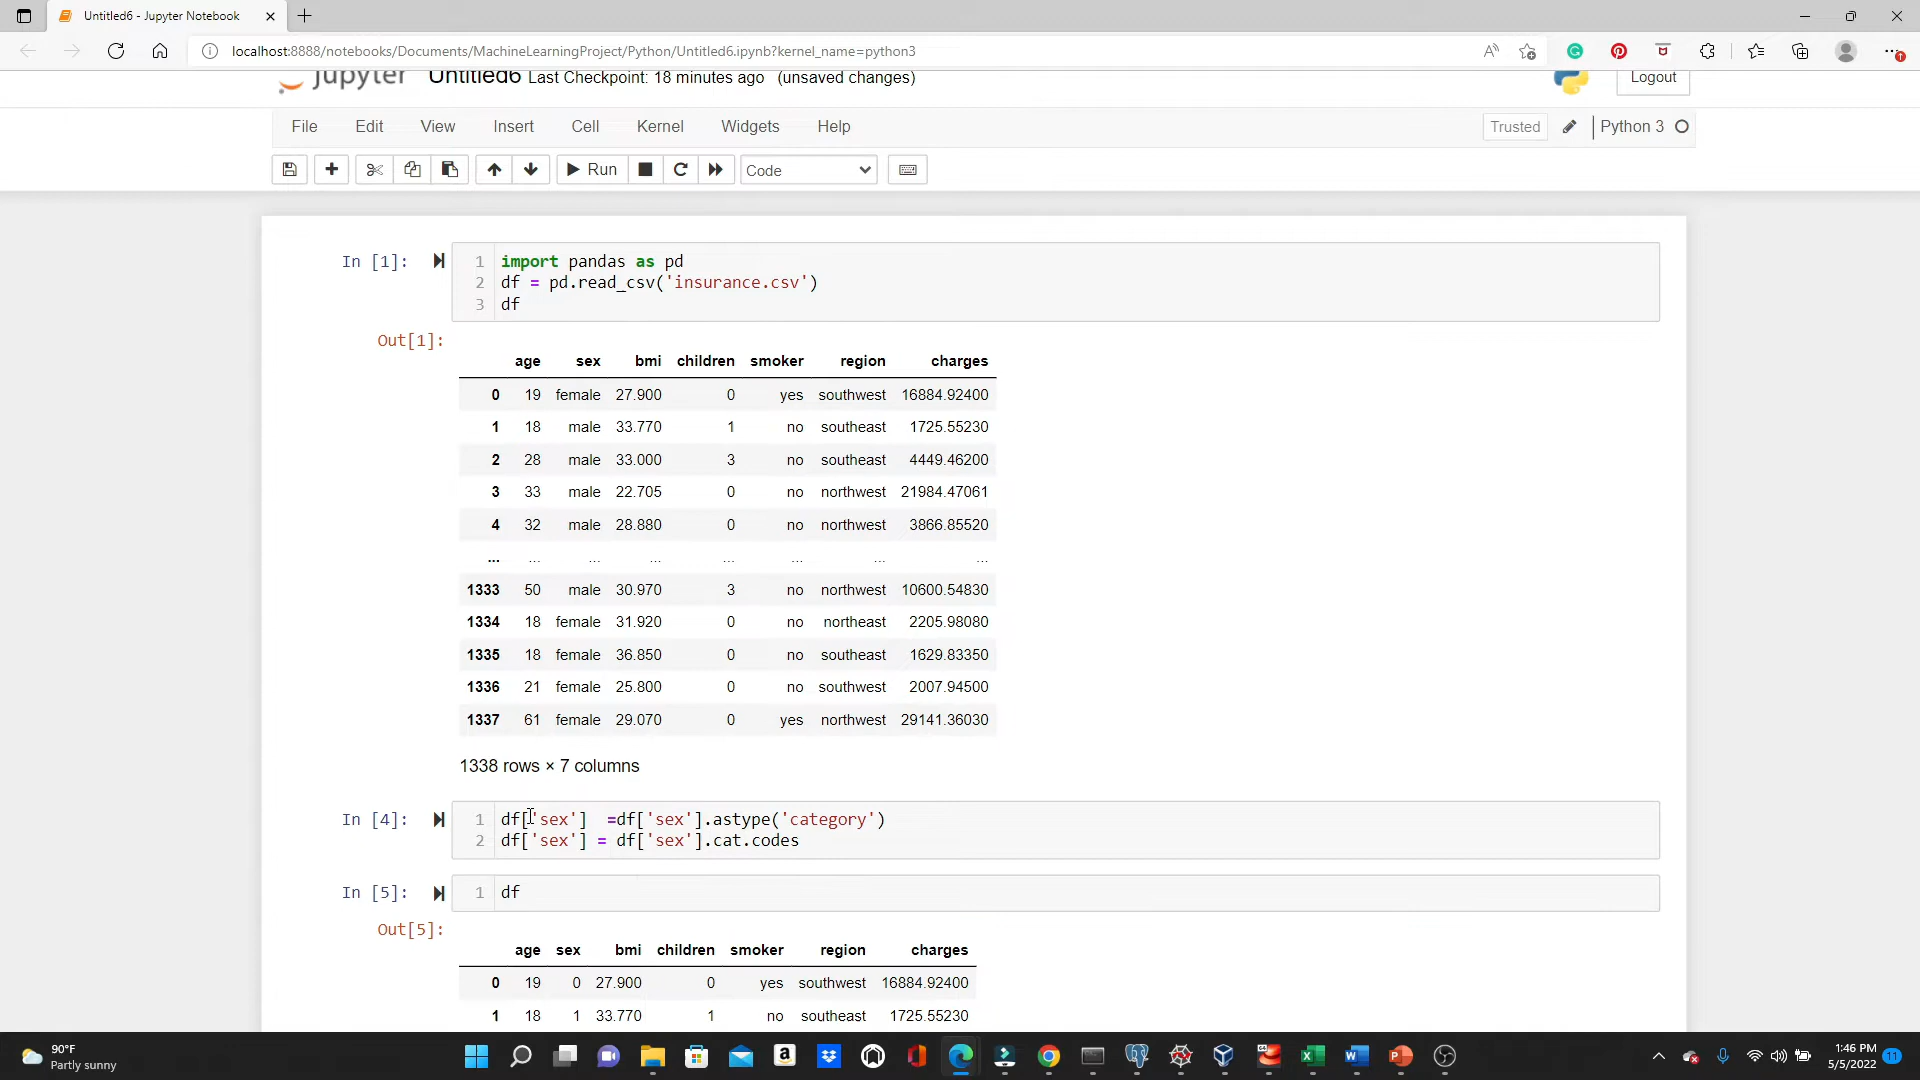 Untitled6 - Jupyter Notebook
localhost:8888/notebooks/Documents/MachineLearningProject/Python/Untitled6.ipynb?kernel_name=python3
jupyter Untitled6 Last Checkpoint: 18 minutes ago (unsaved changes) Logout
File Edit View Insert Cell Kernel Widgets Help Trusted Python 3
Run Code
In [1]: 1 import pandas as pd
2 df = pd.read_csv('insurance.csv')
3 df
Out[1]:
age sex bmi children smoker region charges
0 19 female 27.900 0 yes southwest 16884.92400
1 18 male 33.770 1 no southeast 1725.55230
2 28 male 33.000 3 no southeast 4449.46200
3 33 male 22.705 0 no northwest 21984.47061
4 32 male 28.880 0 no northwest 3866.85520
... ... ... ... ... ... ... ...
1333 50 male 30.970 3 no northwest 10600.54830
1334 18 female 31.920 0 no northeast 2205.98080
1335 18 female 36.850 0 no southeast 1629.83350
1336 21 female 25.800 0 no southwest 2007.94500
1337 61 female 29.070 0 yes northwest 29141.36030
1338 rows × 7 columns
In [4]: 1 df['sex']  =df['sex'].astype('category')
2 df['sex'] = df['sex'].cat.codes
In [5]: 1 df
Out[5]:
age sex bmi children smoker region charges
0 19 0 27.900 0 yes southwest 16884.92400
1 18 1 33.770 1 no southeast 1725.55230
90°F
Partly sunny
1:46 PM
5/5/2022
11